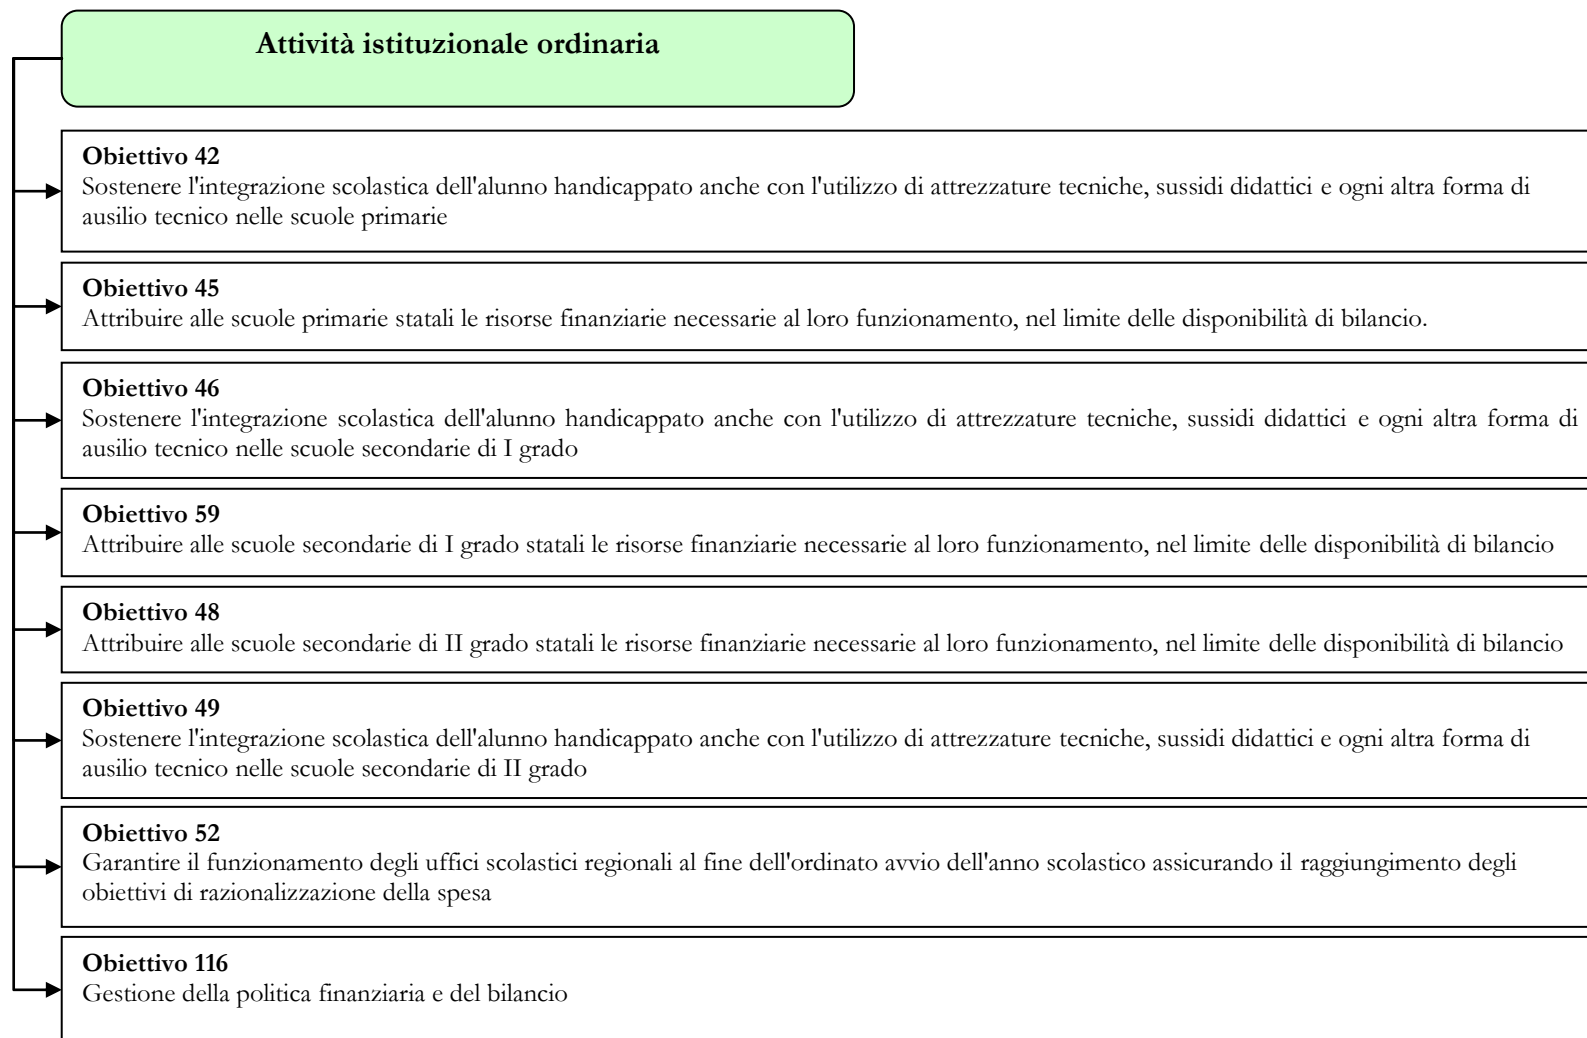 Attività istituzionale ordinaria
Obiettivo 42
Sostenere l'integrazione scolastica dell'alunno handicappato anche con l'utilizzo di attrezzature tecniche, sussidi didattici e ogni altra forma di
ausilio tecnico nelle scuole primarie
Obiettivo 45
Attribuire alle scuole primarie statali le risorse finanziarie necessarie al loro funzionamento, nel limite delle disponibilità di bilancio.
Obiettivo 46
Sostenere l'integrazione scolastica dell'alunno handicappato anche con l'utilizzo di attrezzature tecniche, sussidi didattici e ogni altra forma di
ausilio tecnico nelle scuole secondarie di I grado
Obiettivo 59
Attribuire alle scuole secondarie di I grado statali le risorse finanziarie necessarie al loro funzionamento, nel limite delle disponibilità di bilancio
Obiettivo 48
Attribuire alle scuole secondarie di II grado statali le risorse finanziarie necessarie al loro funzionamento, nel limite delle disponibilità di bilancio
Obiettivo 49
Sostenere l'integrazione scolastica dell'alunno handicappato anche con l'utilizzo di attrezzature tecniche, sussidi didattici e ogni altra forma di
ausilio tecnico nelle scuole secondarie di II grado
Obiettivo 52
Garantire il funzionamento degli uffici scolastici regionali al fine dell'ordinato avvio dell'anno scolastico assicurando il raggiungimento degli
obiettivi di razionalizzazione della spesa
Obiettivo 116
Gestione della politica finanziaria e del bilancio